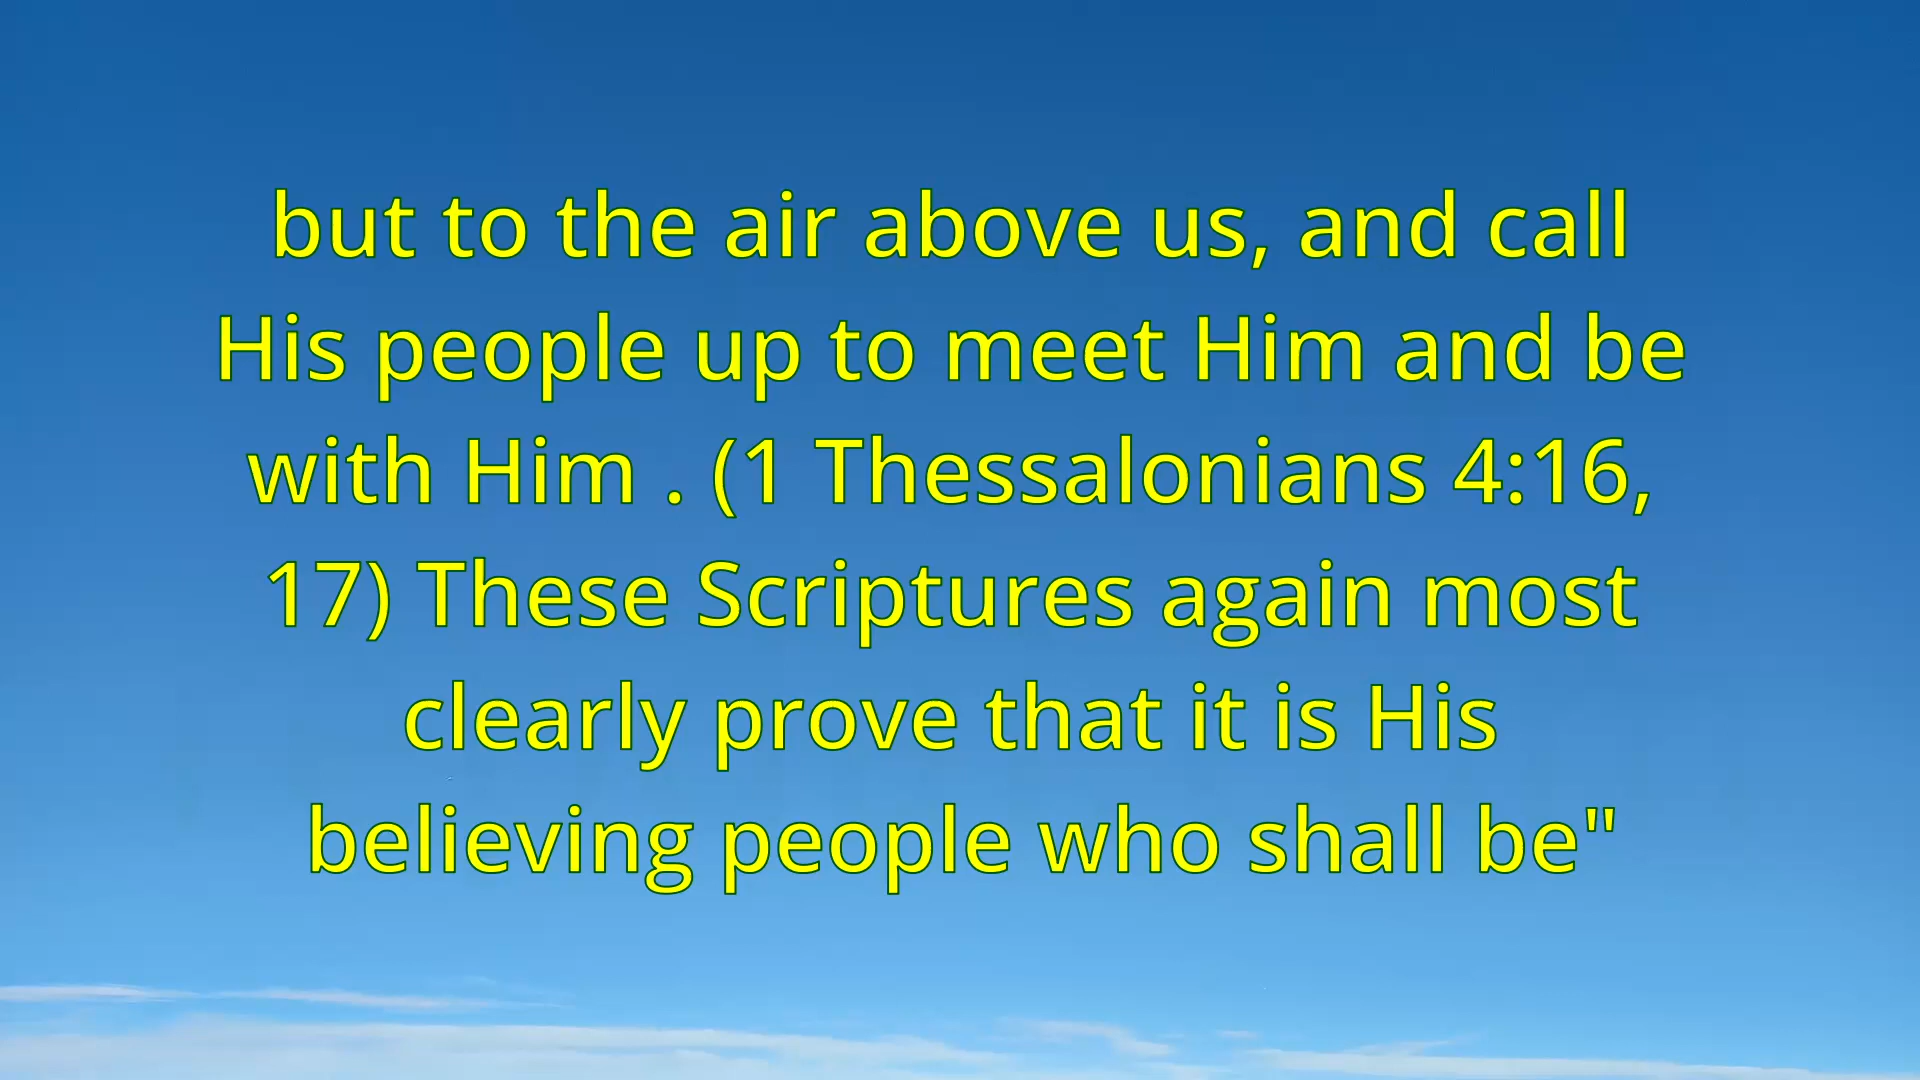 but to the air above us, and call
His people up to meet Him and be
with Him . (1 Thessalonians 4:16,
17) These Scriptures again most
clearly prove that it is His
believing people who shall be"